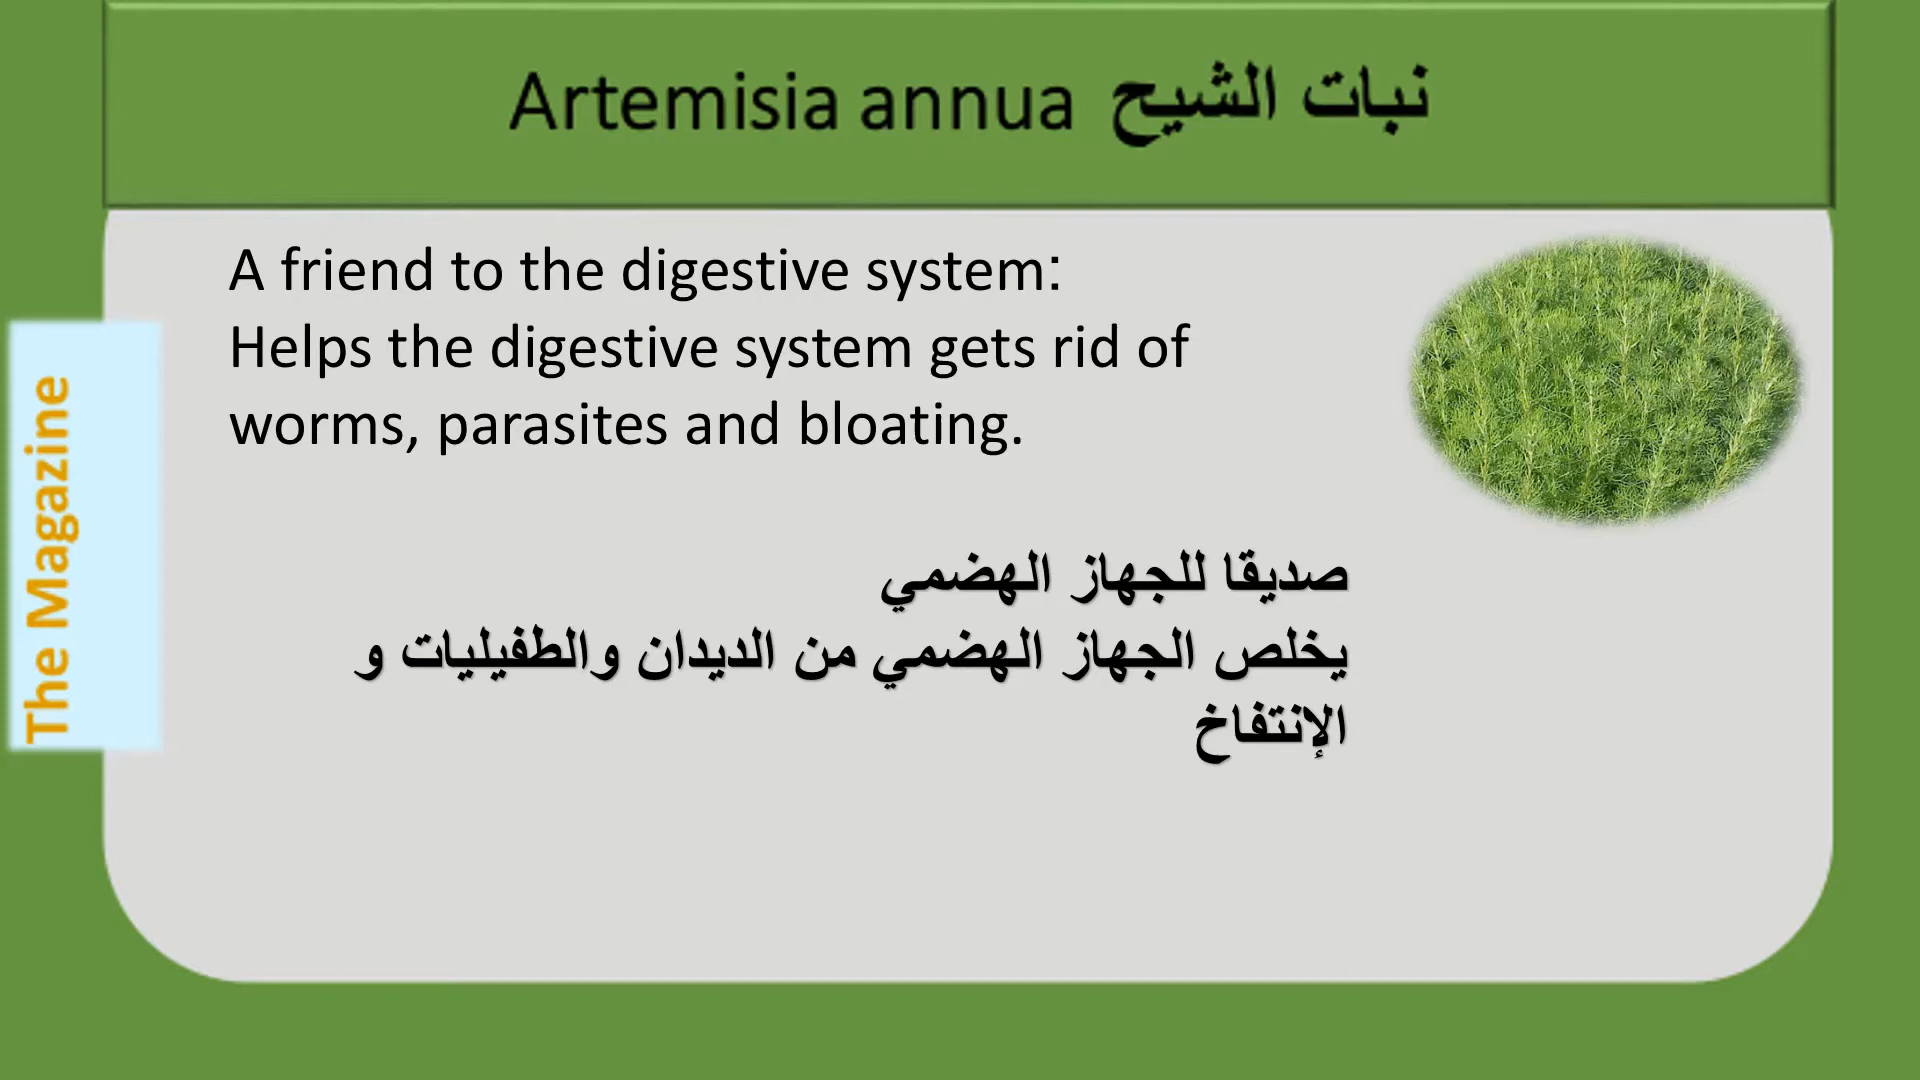 Artemisia annua نبات الشيح
A friend to the digestive system:
Helps the digestive system gets rid of
worms, parasites and bloating.
صديقا للجهاز الهضمي
يخلص الجهاز الهضمي من الديدان والطفيليات و
الإنتفاخ
The Magazine